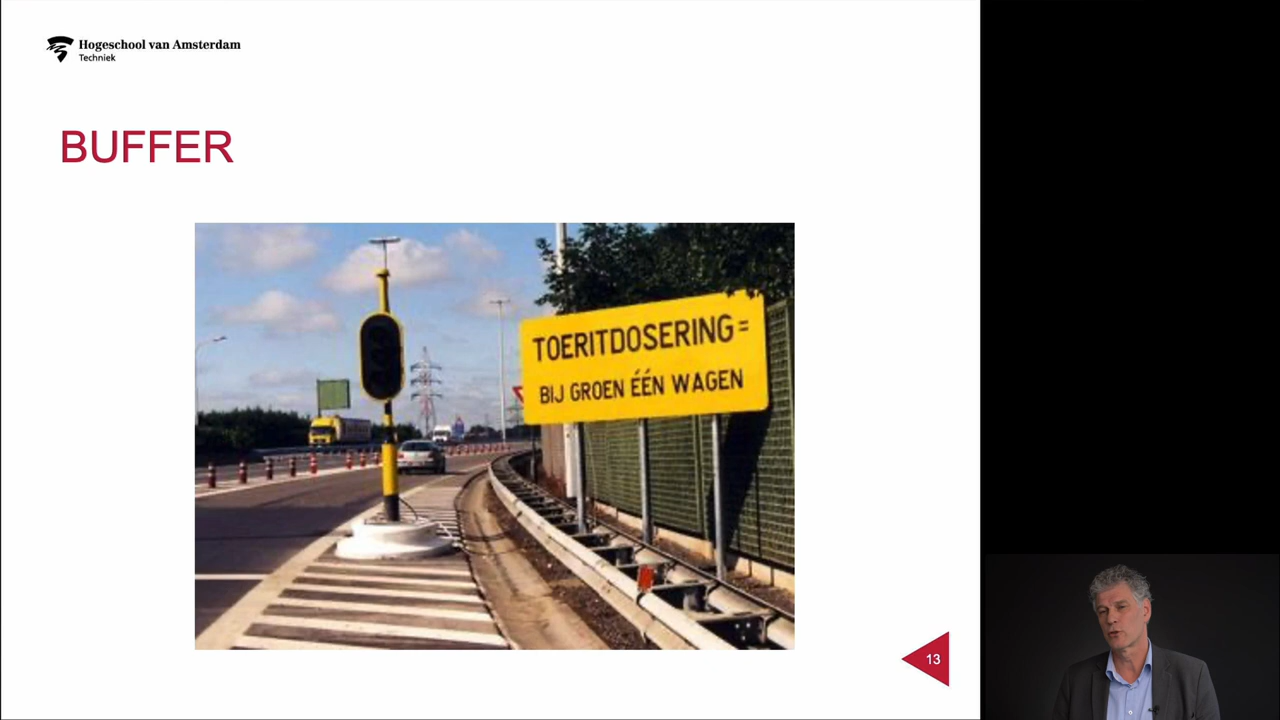 Hogeschool van Amsterdam
Techniek
BUFFER
TOERITDOSERING=
BIJ GROEN ÉÉN WAGEN
13